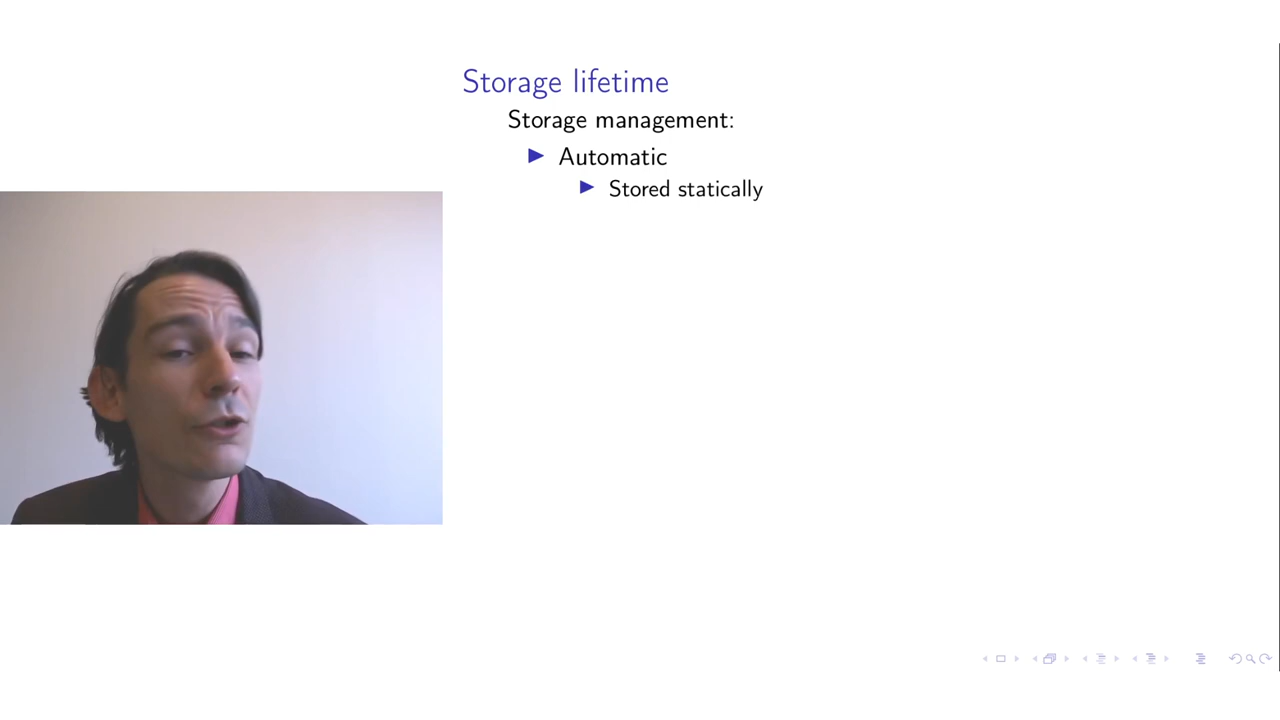 Storage lifetime
Storage management:
Automatic
Stored statically